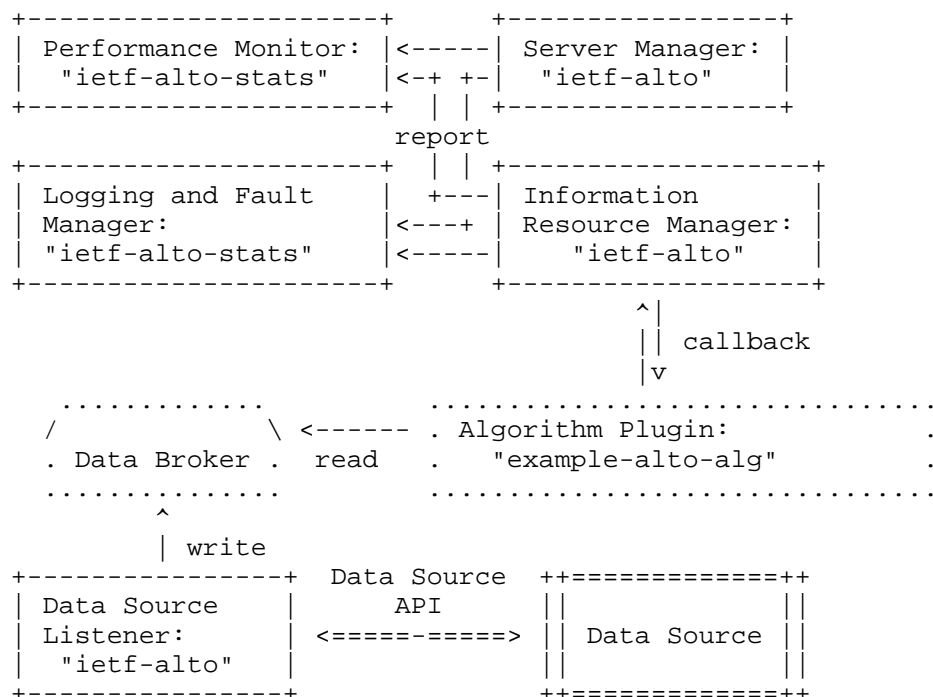 Performance Monitor: Server Manager:
"ietf-alto-stats" "ietf-alto"
report
Logging and Fault Information
Manager: Resource Manager:
"ietf-alto-stats" "ietf-alto"
callback
Algorithm Plugin:
Data Broker read "example-alto-alg"
write
Data Source
Data Source API
Listener: Data Source
"ietf-alto"